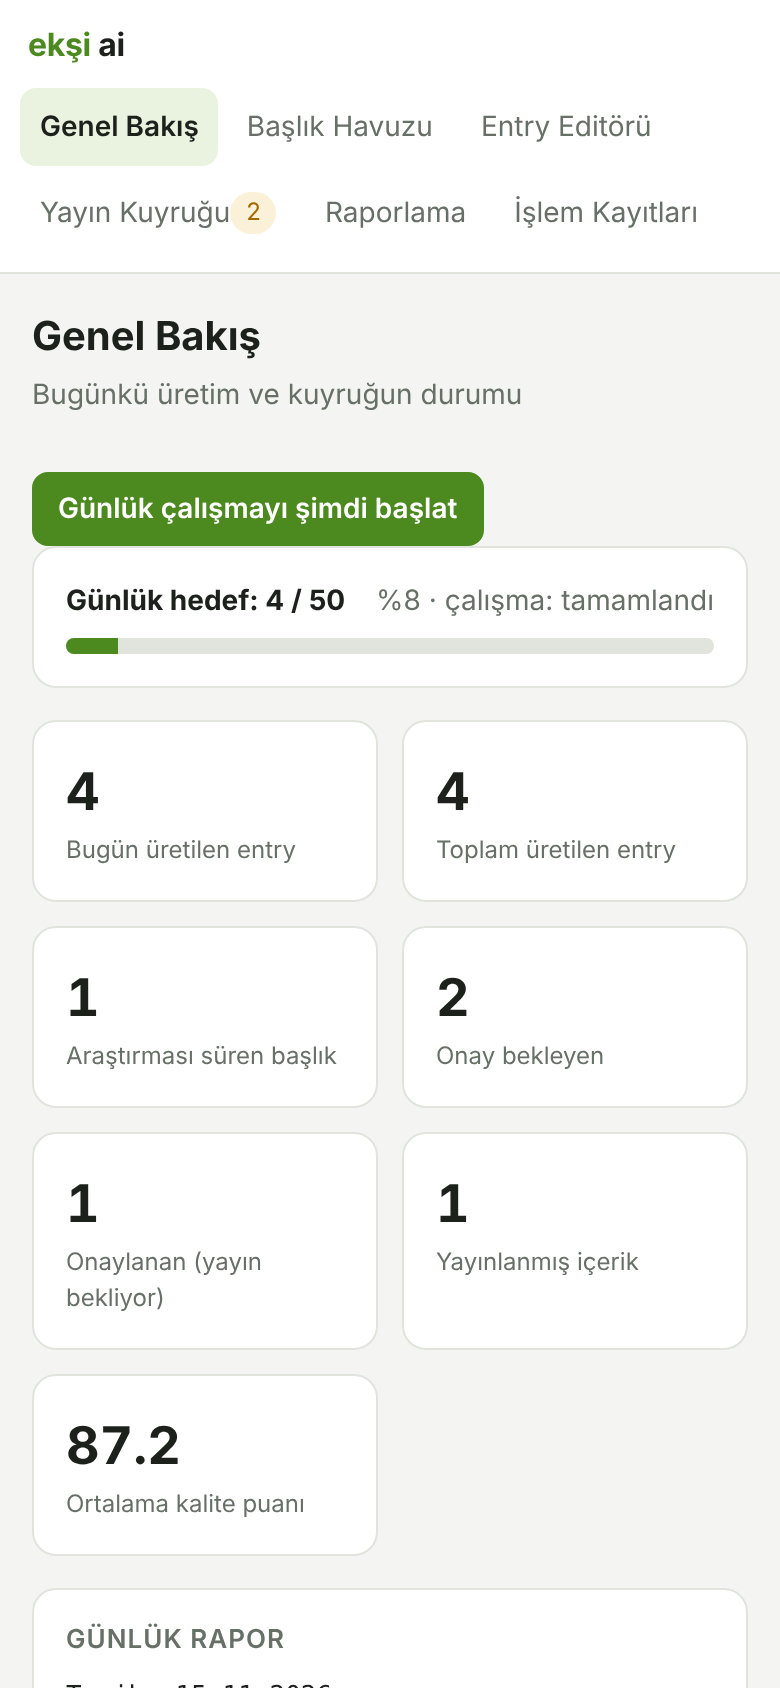 ekşi ai
Genel Bakış Başlık Havuzu Entry Editörü
Yayın Kuyruğu 2 Raporlama İşlem Kayıtları
Genel Bakış
Bugünkü üretim ve kuyruğun durumu
Günlük çalışmayı şimdi başlat
Günlük hedef: 4 / 50 %8 · çalışma: tamamlandı
4
Bugün üretilen entry
4
Toplam üretilen entry
1
Araştırması süren başlık
2
Onay bekleyen
1
Onaylanan (yayın
bekliyor)
1
Yayınlanmış içerik
87.2
Ortalama kalite puanı
GÜNLÜK RAPOR